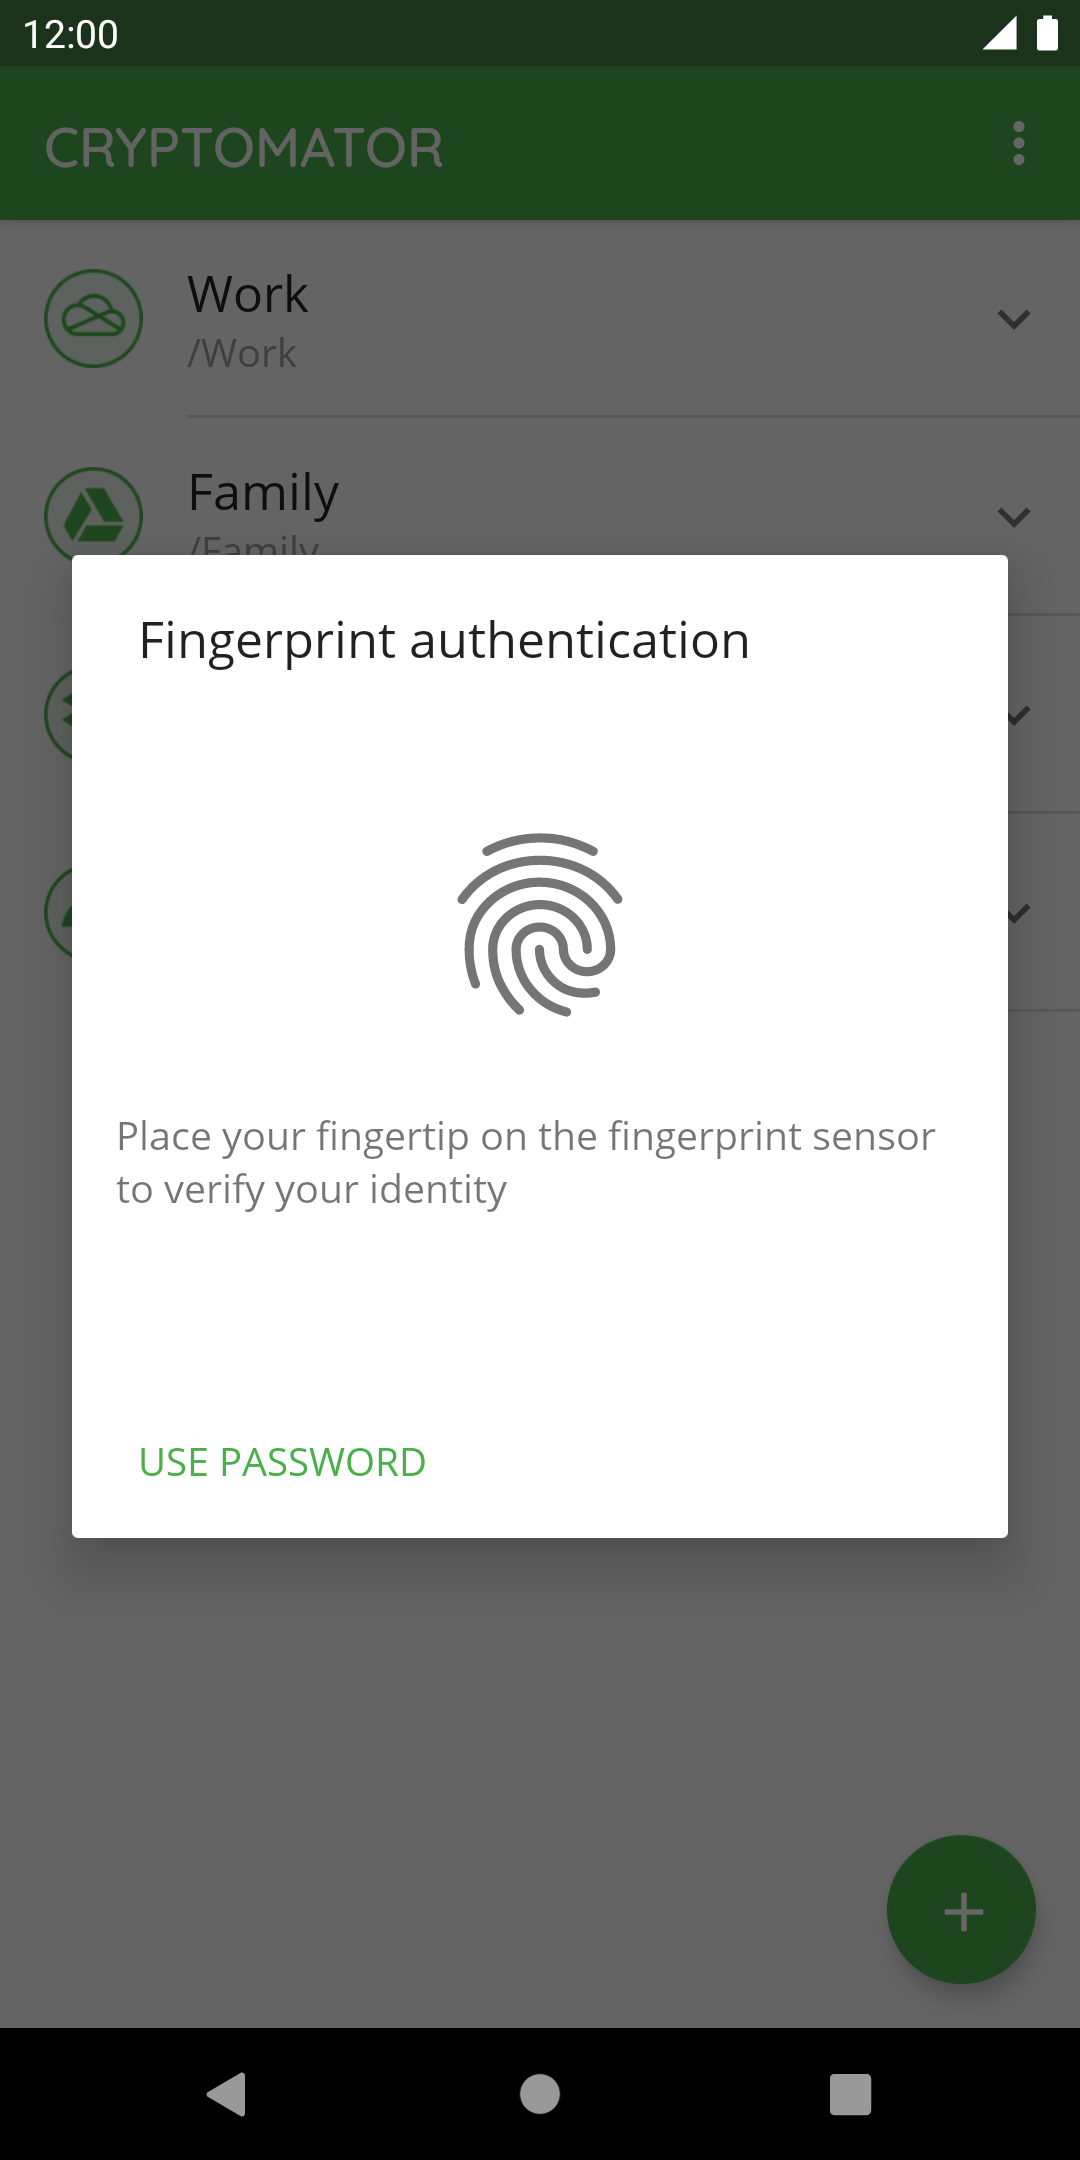 12:00
CRYPTOMATOR
Work
/Work
Family
/Family
Fingerprint authentication
Place your fingertip on the fingerprint sensor
to verify your identity
USE PASSWORD